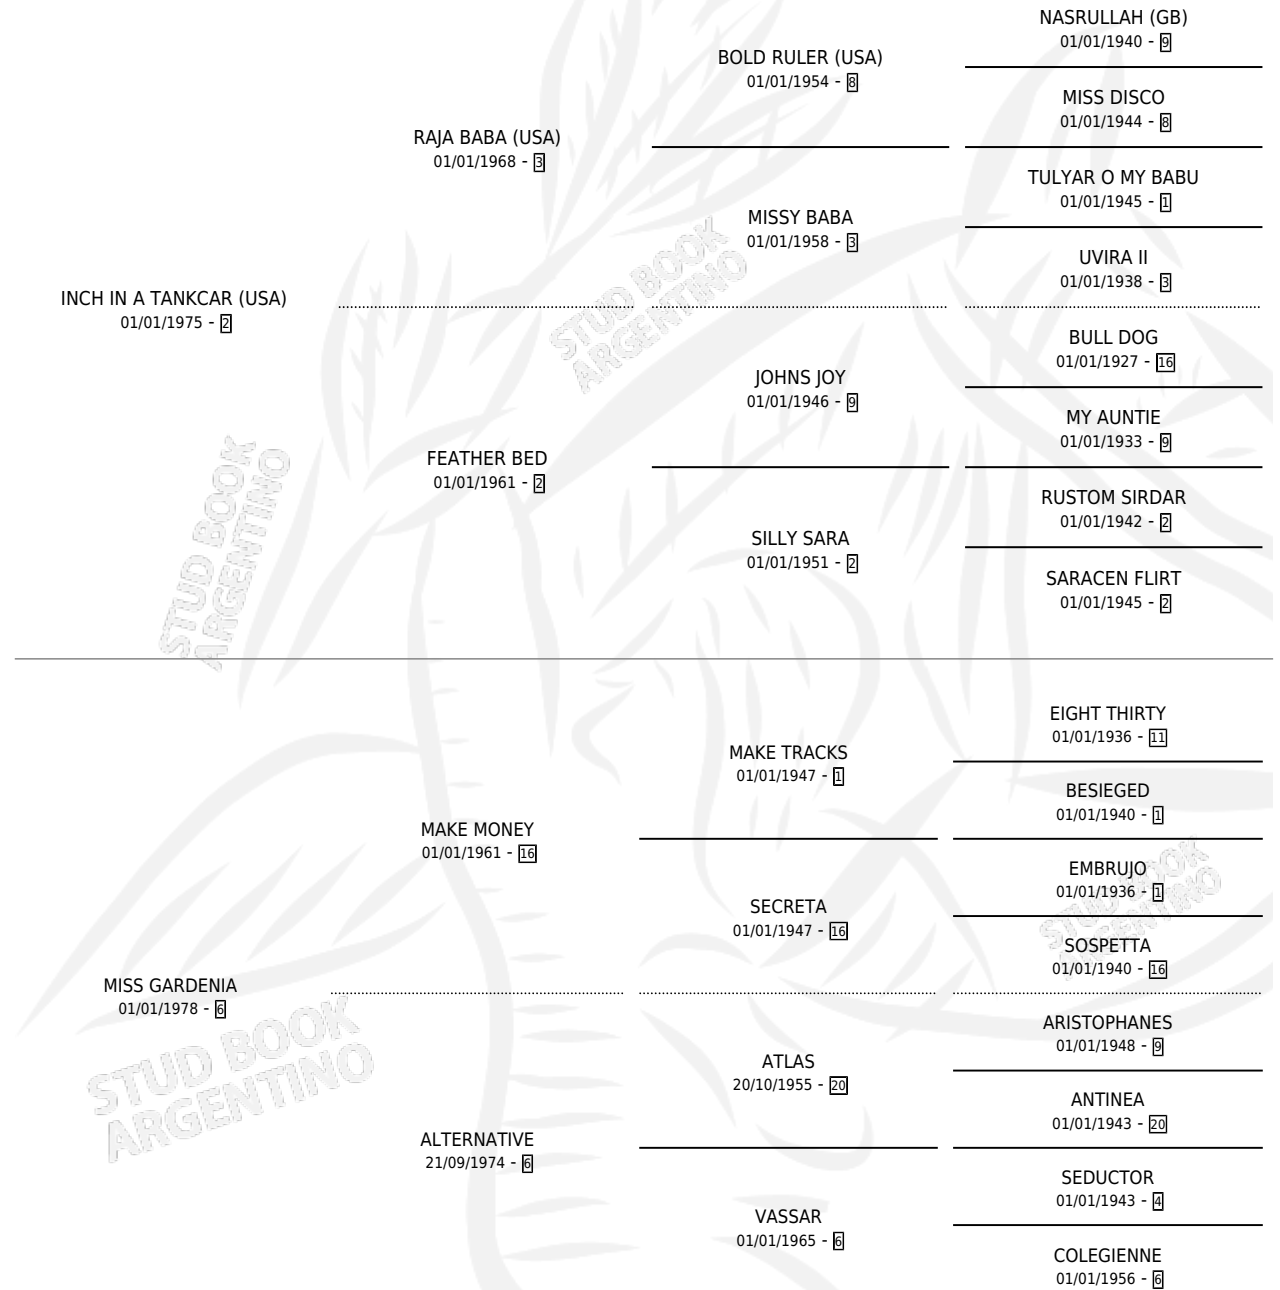 NASRULLAH (GB)
01/01/1940 - 9
BOLD RULER (USA)
01/01/1954 - 8
MISS DISCO
01/01/1944 - 8
RAJA BABA (USA)
01/01/1968 - 3
TULYAR O MY BABU
01/01/1945 - 1
MISSY BABA
01/01/1958 - 3
UVIRA II
01/01/1938 - 3
INCH IN A TANKCAR (USA)
01/01/1975 - 2
BULL DOG
01/01/1927 - 16
JOHNS JOY
01/01/1946 - 9
MY AUNTIE
01/01/1933 - 9
FEATHER BED
01/01/1961 - 2
RUSTOM SIRDAR
01/01/1942 - 2
SILLY SARA
01/01/1951 - 2
SARACEN FLIRT
01/01/1945 - 2
EIGHT THIRTY
01/01/1936 - 11
MAKE TRACKS
01/01/1947 - 1
BESIEGED
01/01/1940 - 1
MAKE MONEY
01/01/1961 - 16
EMBRUJO
01/01/1936 - 1
SECRETA
01/01/1947 - 16
SOSPETTA
01/01/1940 - 16
MISS GARDENIA
01/01/1978 - 6
ARISTOPHANES
01/01/1948 - 9
ATLAS
20/10/1955 - 20
ANTINEA
01/01/1943 - 20
ALTERNATIVE
21/09/1974 - 6
SEDUCTOR
01/01/1943 - 4
VASSAR
01/01/1965 - 6
COLEGIENNE
01/01/1956 - 6
STUD BOOK
ARGENTINO
STUD BOOK
ARGENTINO
STUD BOOK
ARGENTINO
STUD BOOK
ARGENTINO